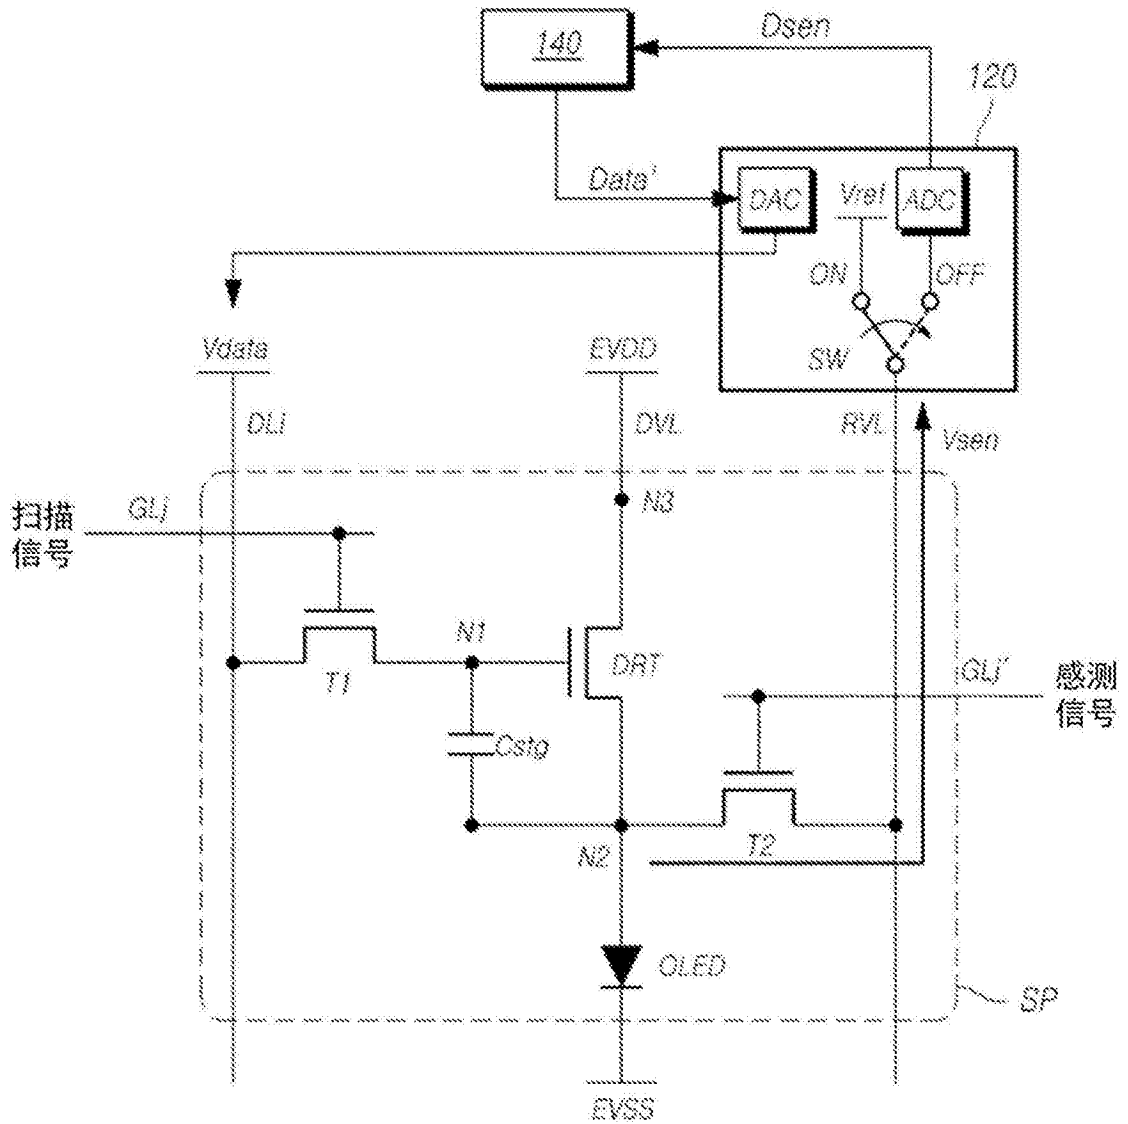 140
Dsen
120
Data'
DAC
Vref
ADC
ON
OFF
SW
Vdata
EVDD
DLi
DVL
RVL
Vsen
扫描
信号
GLj
N3
N1
DRT
T1
GLj'
感测
信号
Cstg
N2
T2
OLED
SP
EVSS